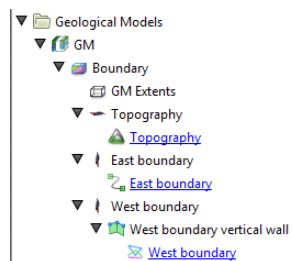 Geological Models
GM
Boundary
GM Extents
Topography
Topography
East boundary
East boundary
West boundary
West boundary vertical wall
West boundary